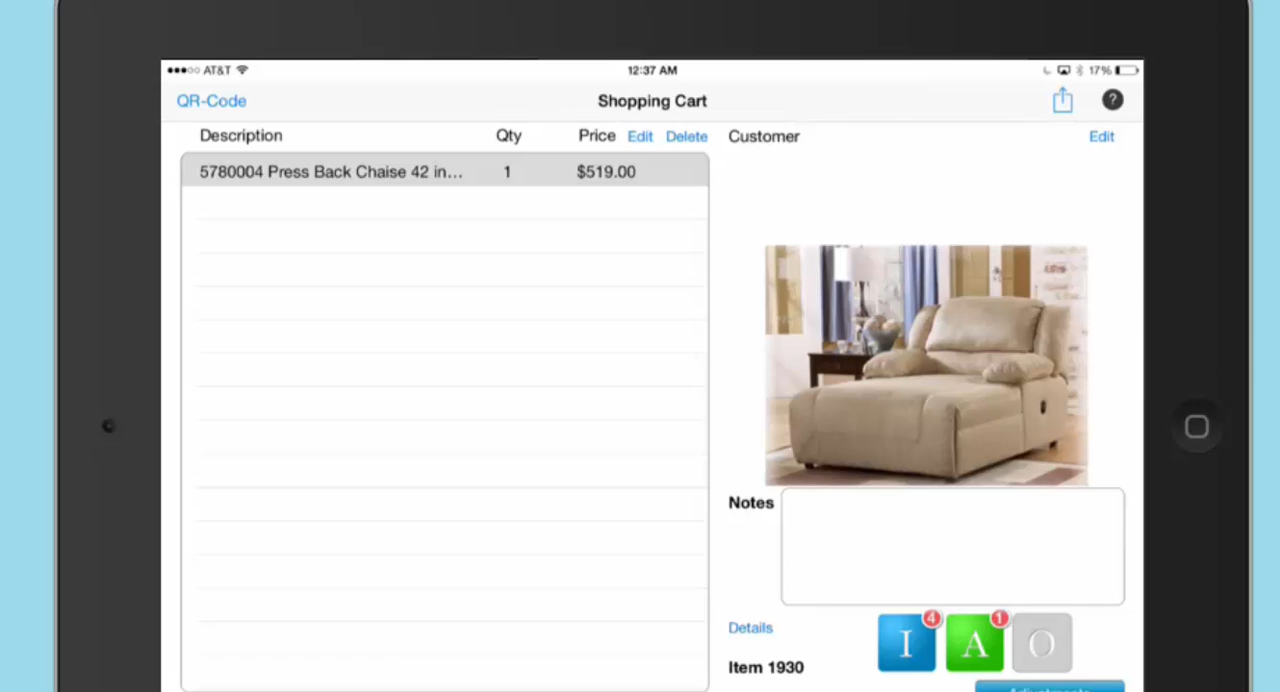 AT&T 12:37 AM 17%
QR-Code Shopping Cart ?
Description Qty Price Edit Delete Customer Edit
5780004 Press Back Chaise 42 in... 1 $519.00
Notes
Details
I 4 A 1 O
Item 1930
Adjustments